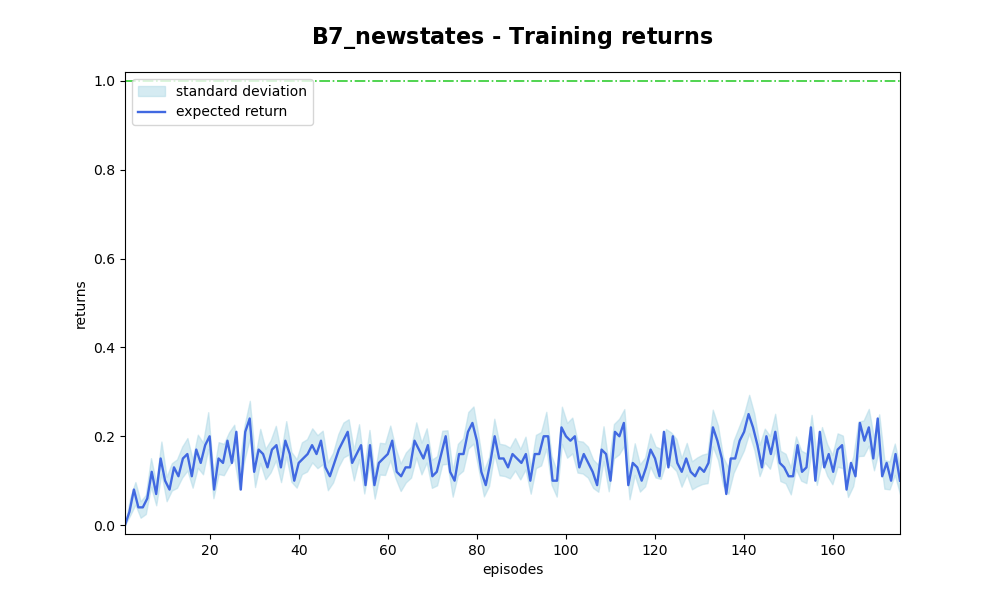 B7_newstates - Training returns
standard deviation
expected return
returns
1.0
0.8
0.6
0.4
0.2
0.0
20 40 60 80 100 120 140 160
episodes